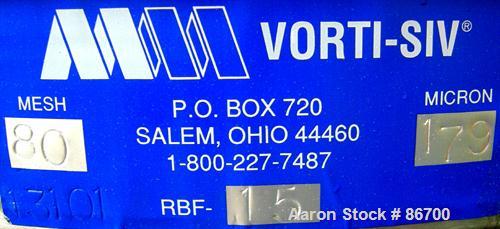 VORTI-SIV®
MESH
80
P.O. BOX 720
SALEM, OHIO 44460
1-800-227-7487
MICRON
179
13101
RBF- 15
Aaron Stock # 86700